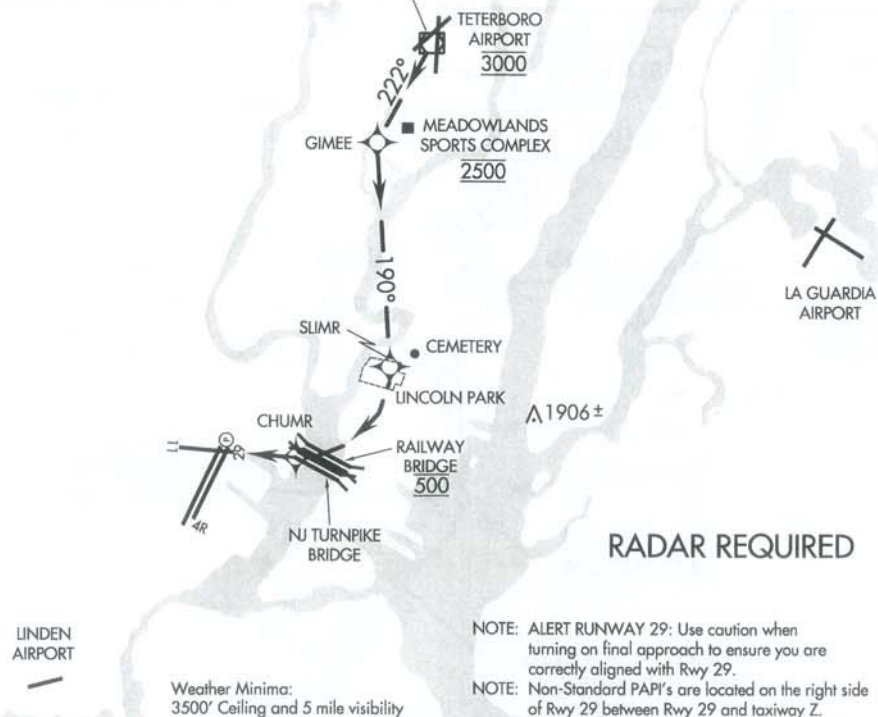 TETERBORO
AIRPORT
3000
222°
MEADOWLANDS
SPORTS COMPLEX
2500
GIMEE
190°
LA GUARDIA
AIRPORT
SLIMR
CEMETERY
LINCOLN PARK
1906 ±
CHUMR
11
P
29
RAILWAY
BRIDGE
500
4R
NJ TURNPIKE
BRIDGE
RADAR REQUIRED
LINDEN
AIRPORT
Weather Minima:
3500' Ceiling and 5 mile visibility
NOTE: ALERT RUNWAY 29: Use caution when
turning on final approach to ensure you are
correctly aligned with Rwy 29.
NOTE: Non-Standard PAPI's are located on the right side
of Rwy 29 between Rwy 29 and taxiway Z.